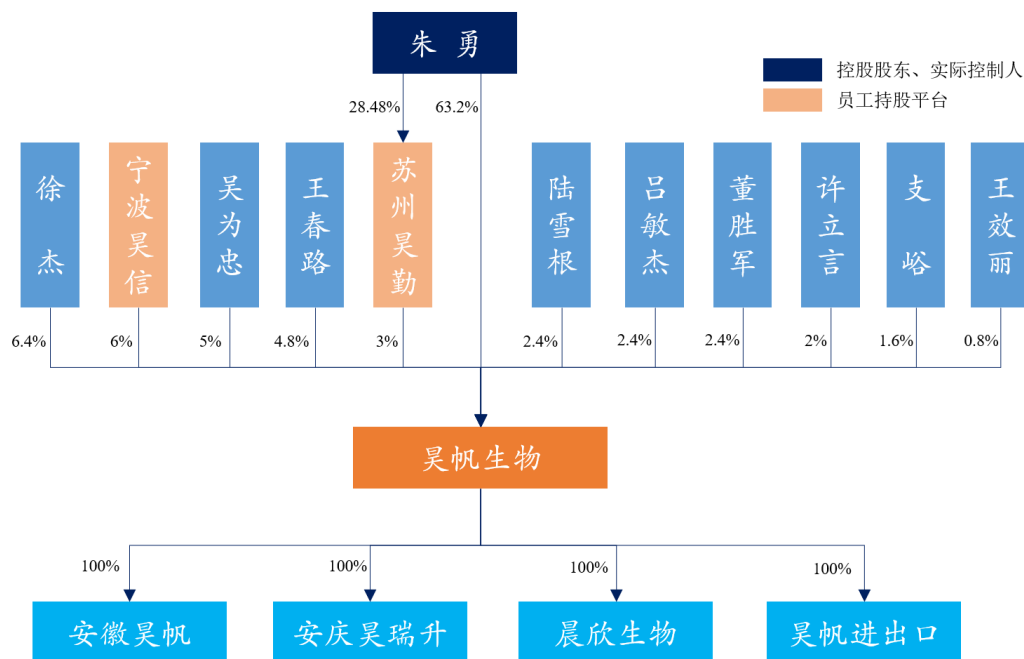 朱 勇
控股股东、实际控制人
员工持股平台
28.48%
63.2%
徐杰
宁波昊信
吴为忠
王春路
苏州昊勤
陆雪根
吕敏杰
董胜军
许立言
支峪
王效丽
6.4%
6%
5%
4.8%
3%
2.4%
2.4%
2.4%
2%
1.6%
0.8%
昊帆生物
100%
100%
100%
100%
安徽昊帆
安庆昊瑞升
晨欣生物
昊帆进出口